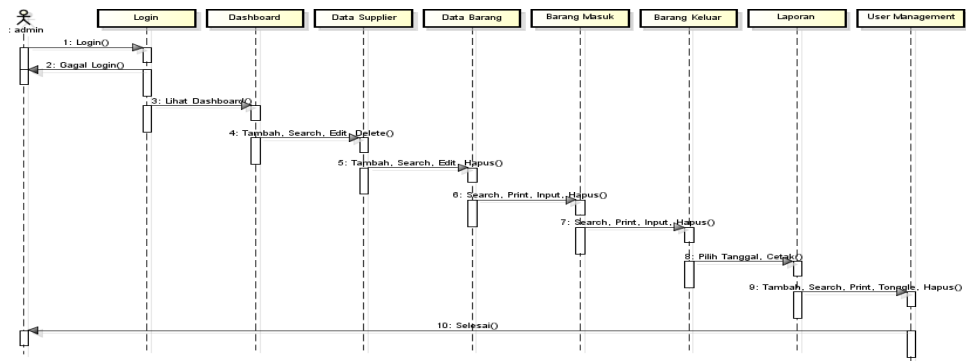 : admin
Login
Dashboard
Data Supplier
Data Barang
Barang Masuk
Barang Keluar
Laporan
User Management
1: Login()
2: Gagal Login()
3: Lihat Dashboard()
4: Tambah, Search, Edit, Delete()
5: Tambah, Search, Edit, Hapus()
6: Search, Print, Input, Hapus()
7: Search, Print, Input, Hapus()
8: Pilih Tanggal, Cetak()
9: Tambah, Search, Print, Tonggle, Hapus()
10: Selesai()